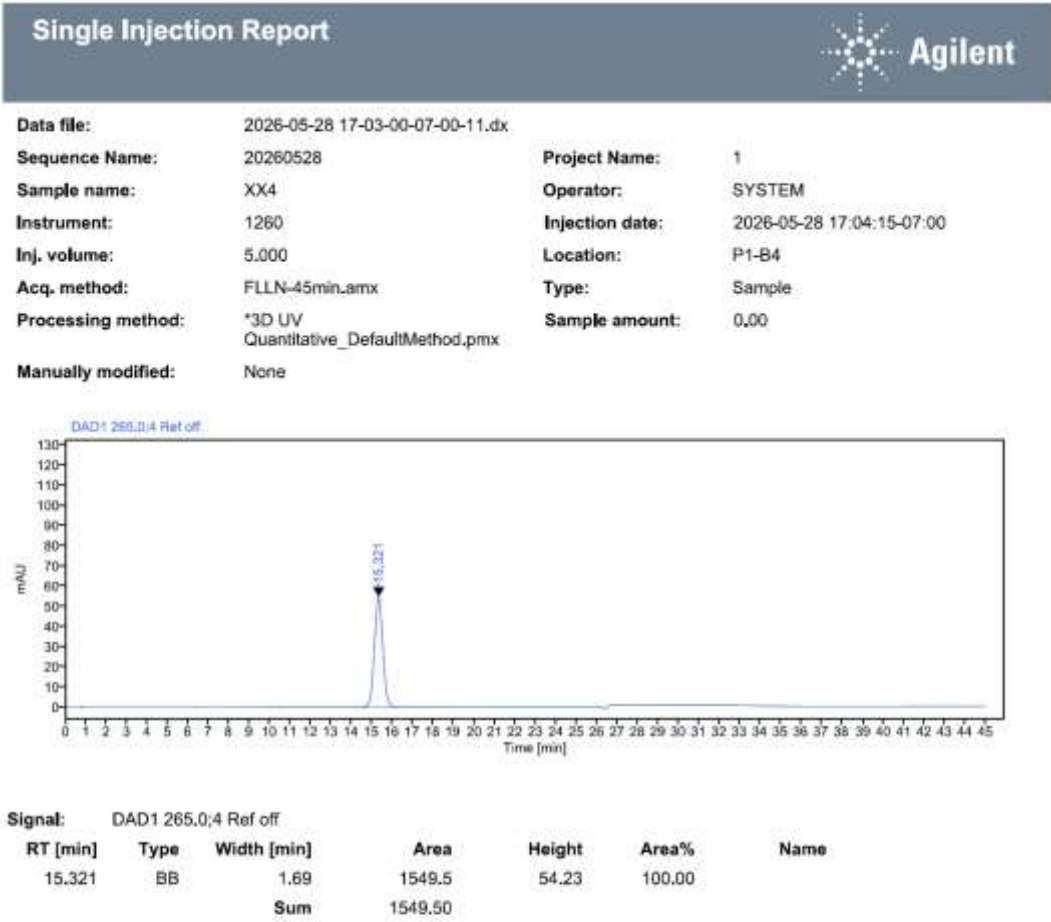 Single Injection Report
Agilent
Data file: 2026-05-28 17-03-00-07-00-11.dx
Sequence Name: 20260528 Project Name: 1
Sample name: XX4 Operator: SYSTEM
Instrument: 1260 Injection date: 2026-05-28 17:04:15-07:00
Inj. volume: 5.000 Location: P1-B4
Acq. method: FLLN-45min.amx Type: Sample
Processing method: *3D UV Sample amount: 0.00
Quantitative_DefaultMethod.pmx
Manually modified: None
DAD1 265.0;4 Ref off
130
120
110
100
90
80
70
60
50
40
30
20
10
0
mAU
15.321
0 1 2 3 4 5 6 7 8 9 10 11 12 13 14 15 16 17 18 19 20 21 22 23 24 25 26 27 28 29 30 31 32 33 34 35 36 37 38 39 40 41 42 43 44 45
Time [min]
Signal: DAD1 265.0;4 Ref off
RT [min] Type Width [min] Area Height Area% Name
15.321 BB 1.69 1549.5 54.23 100.00
Sum 1549.50